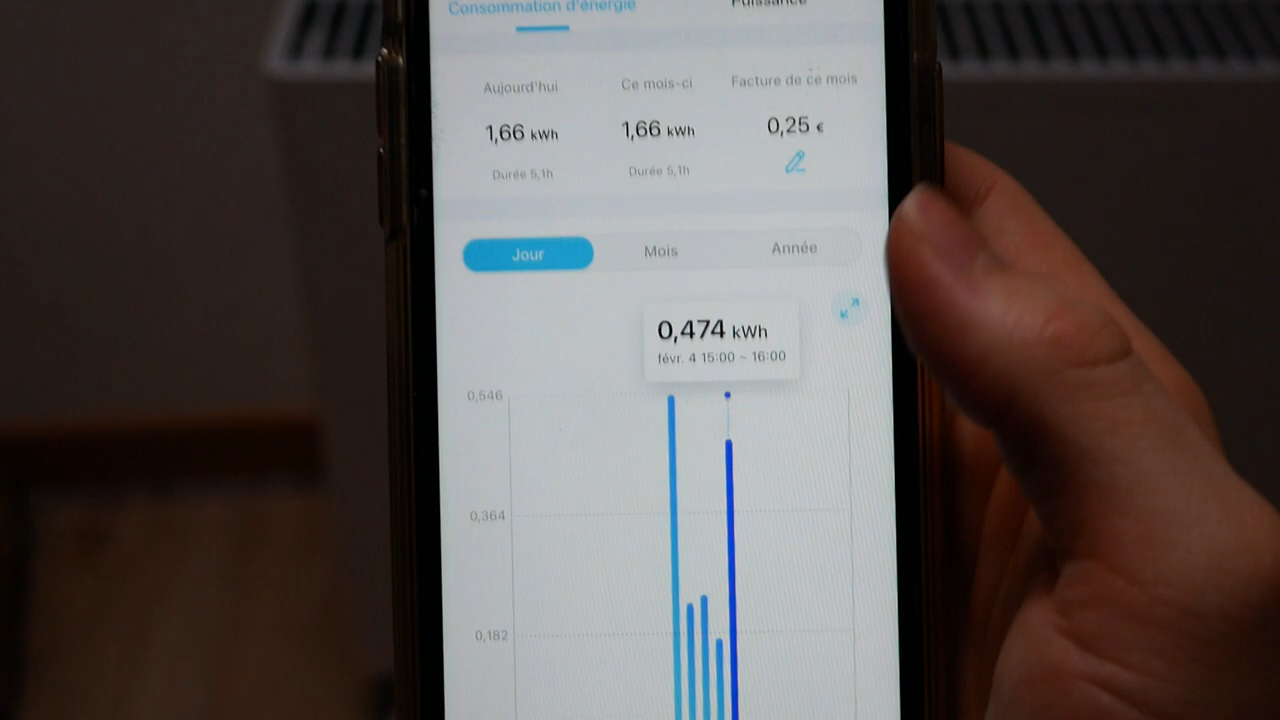 Consommation d'énergie
Puissance
Aujourd'hui
Ce mois-ci
Facture de ce mois
1,66 kWh
1,66 kWh
0,25 €
Durée 5,1h
Durée 5,1h
Jour
Mois
Année
0,474 kWh
févr. 4 15:00 ~ 16:00
0,546
0,364
0,182